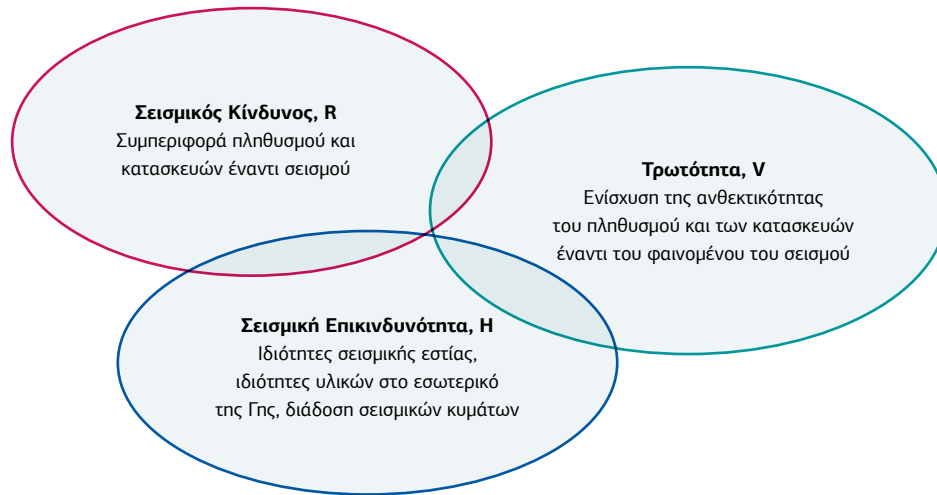 Σεισμικός Κίνδυνος, R
Συμπεριφορά πληθυσμού και
κατασκευών έναντι σεισμού
Τρωτότητα, V
Ενίσχυση της ανθεκτικότητας
του πληθυσμού και των κατασκευών
έναντι του φαινομένου του σεισμού
Σεισμική Επικινδυνότητα, H
Ιδιότητες σεισμικής εστίας,
ιδιότητες υλικών στο εσωτερικό
της Γης, διάδοση σεισμικών κυμάτων